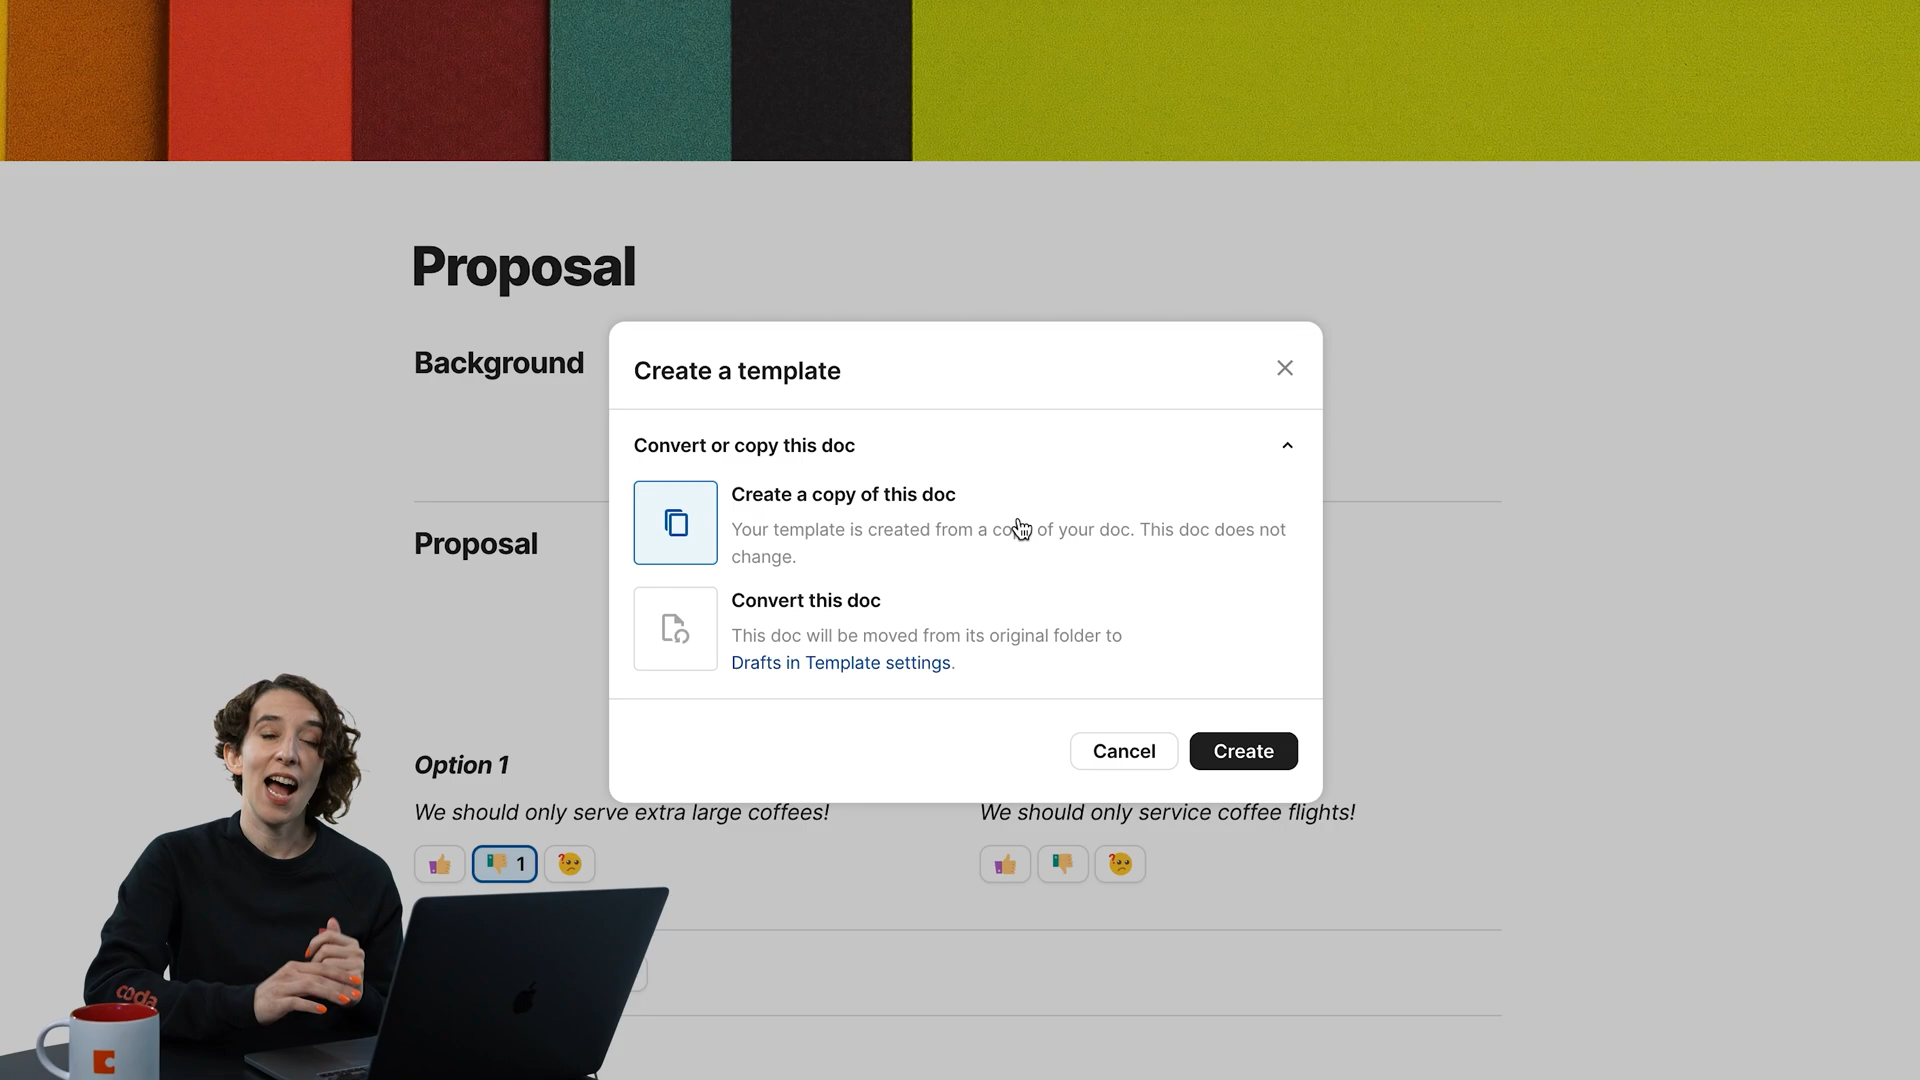 Proposal
Background
Create a template
Convert or copy this doc
Create a copy of this doc
Your template is created from a copy of your doc. This doc does not
change.
Convert this doc
This doc will be moved from its original folder to
Drafts in Template settings.
Cancel
Create
Proposal
Option 1
We should only serve extra large coffees!
We should only service coffee flights!
1
coda